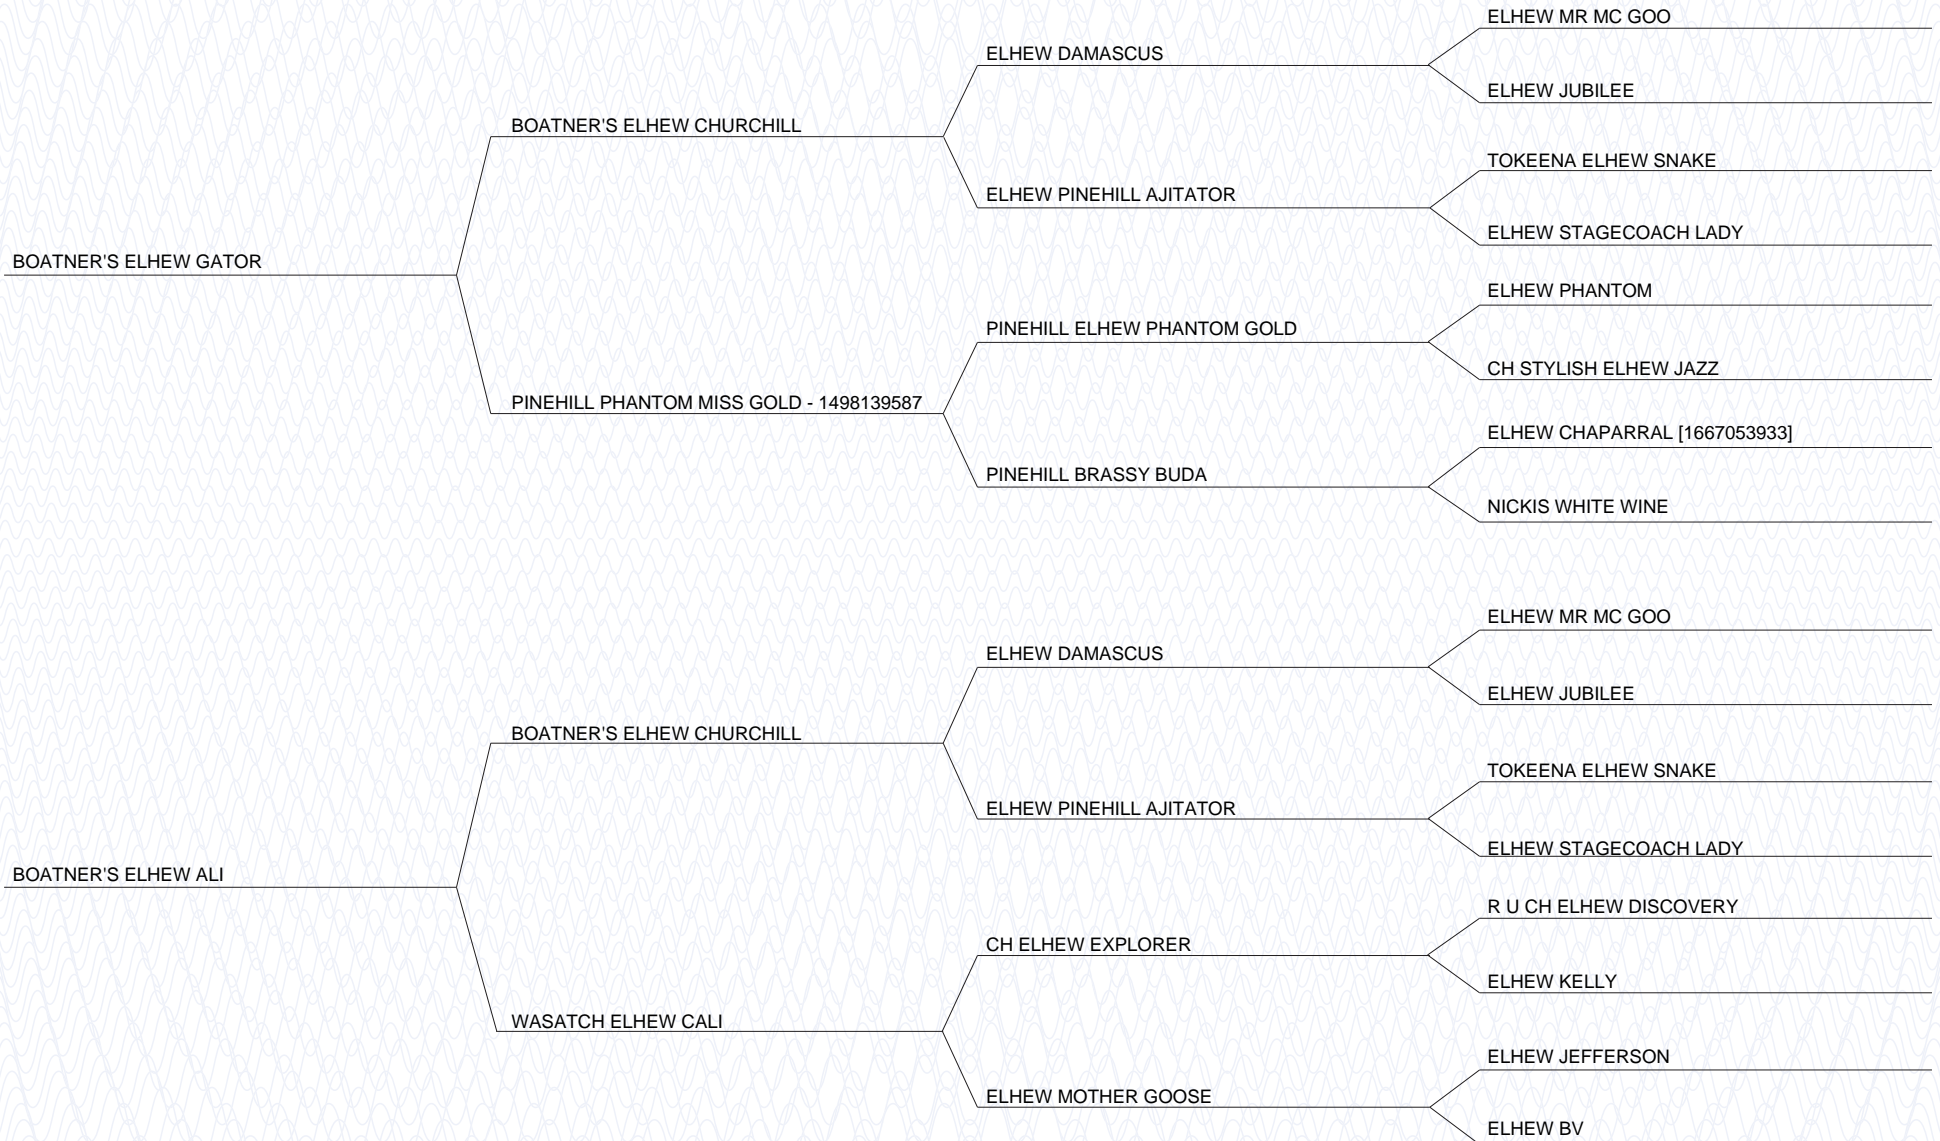 ELHEW MR MC GOO
ELHEW DAMASCUS
ELHEW JUBILEE
BOATNER'S ELHEW CHURCHILL
TOKEENA ELHEW SNAKE
ELHEW PINEHILL AJITATOR
ELHEW STAGECOACH LADY
BOATNER'S ELHEW GATOR
ELHEW PHANTOM
PINEHILL ELHEW PHANTOM GOLD
CH STYLISH ELHEW JAZZ
PINEHILL PHANTOM MISS GOLD - 1498139587
ELHEW CHAPARRAL [1667053933]
PINEHILL BRASSY BUDA
NICKIS WHITE WINE
ELHEW MR MC GOO
ELHEW DAMASCUS
ELHEW JUBILEE
BOATNER'S ELHEW CHURCHILL
TOKEENA ELHEW SNAKE
ELHEW PINEHILL AJITATOR
ELHEW STAGECOACH LADY
BOATNER'S ELHEW ALI
R U CH ELHEW DISCOVERY
CH ELHEW EXPLORER
ELHEW KELLY
WASATCH ELHEW CALI
ELHEW JEFFERSON
ELHEW MOTHER GOOSE
ELHEW BV